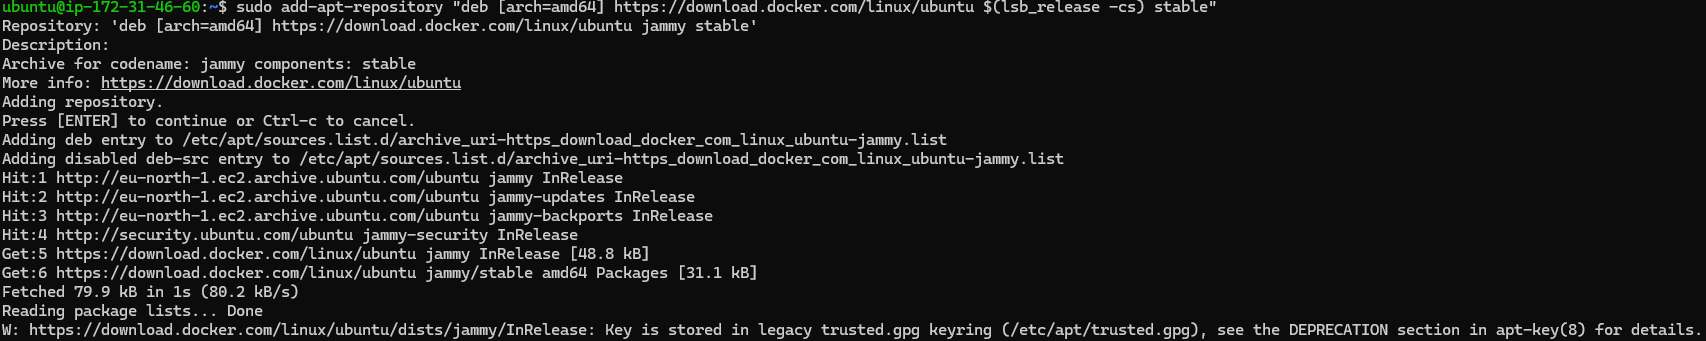 ubuntu@ip-172-31-46-60:~$ sudo add-apt-repository "deb [arch=amd64] https://download.docker.com/linux/ubuntu $(lsb_release -cs) stable"
Repository: 'deb [arch=amd64] https://download.docker.com/linux/ubuntu jammy stable'
Description:
Archive for codename: jammy components: stable
More info: https://download.docker.com/linux/ubuntu
Adding repository.
Press [ENTER] to continue or Ctrl-c to cancel.
Adding deb entry to /etc/apt/sources.list.d/archive_uri-https_download_docker_com_linux_ubuntu-jammy.list
Adding disabled deb-src entry to /etc/apt/sources.list.d/archive_uri-https_download_docker_com_linux_ubuntu-jammy.list
Hit:1 http://eu-north-1.ec2.archive.ubuntu.com/ubuntu jammy InRelease
Hit:2 http://eu-north-1.ec2.archive.ubuntu.com/ubuntu jammy-updates InRelease
Hit:3 http://eu-north-1.ec2.archive.ubuntu.com/ubuntu jammy-backports InRelease
Hit:4 http://security.ubuntu.com/ubuntu jammy-security InRelease
Get:5 https://download.docker.com/linux/ubuntu jammy InRelease [48.8 kB]
Get:6 https://download.docker.com/linux/ubuntu jammy/stable amd64 Packages [31.1 kB]
Fetched 79.9 kB in 1s (80.2 kB/s)
Reading package lists... Done
W: https://download.docker.com/linux/ubuntu/dists/jammy/InRelease: Key is stored in legacy trusted.gpg keyring (/etc/apt/trusted.gpg), see the DEPRECATION section in apt-key(8) for details.